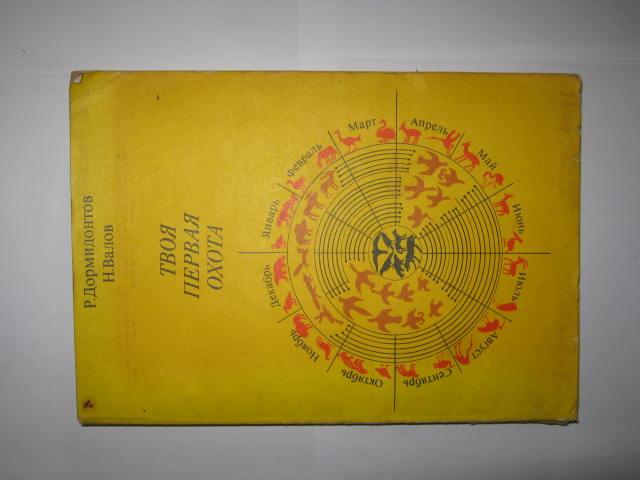 Р.Дормидонтов
Н.Валов
ТВОЯ
ПЕРВАЯ
ОХОТА
Январь
Февраль
Март
Апрель
Май
Июнь
Июль
Август
Сентябрь
Октябрь
Ноябрь
Декабрь